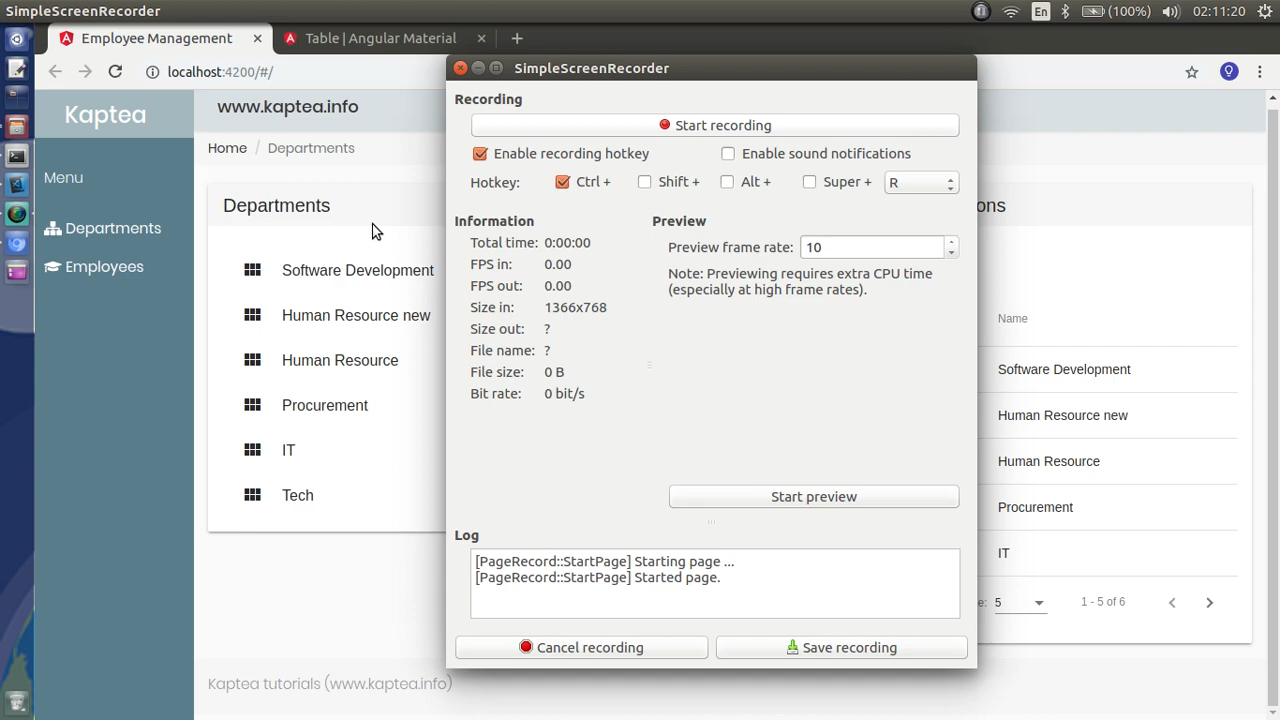 SimpleScreenRecorder
En
(100%)
02:11:20
Employee Management
Table | Angular Material
localhost:4200/#/
Kaptea
www.kaptea.info
Home / Departments
Menu
Departments
Employees
Departments
Software Development
Human Resource new
Human Resource
Procurement
IT
Tech
Kaptea tutorials (www.kaptea.info)
SimpleScreenRecorder
Recording
Start recording
Enable recording hotkey
Enable sound notifications
Hotkey: Ctrl + Shift + Alt + Super + R
Information
Total time: 0:00:00
FPS in: 0.00
FPS out: 0.00
Size in: 1366x768
Size out: ?
File name: ?
File size: 0 B
Bit rate: 0 bit/s
Preview
Preview frame rate: 10
Note: Previewing requires extra CPU time
(especially at high frame rates).
Start preview
Log
[PageRecord::StartPage] Starting page ...
[PageRecord::StartPage] Started page.
Cancel recording
Save recording
Name
Software Development
Human Resource new
Human Resource
Procurement
IT
5
1 - 5 of 6